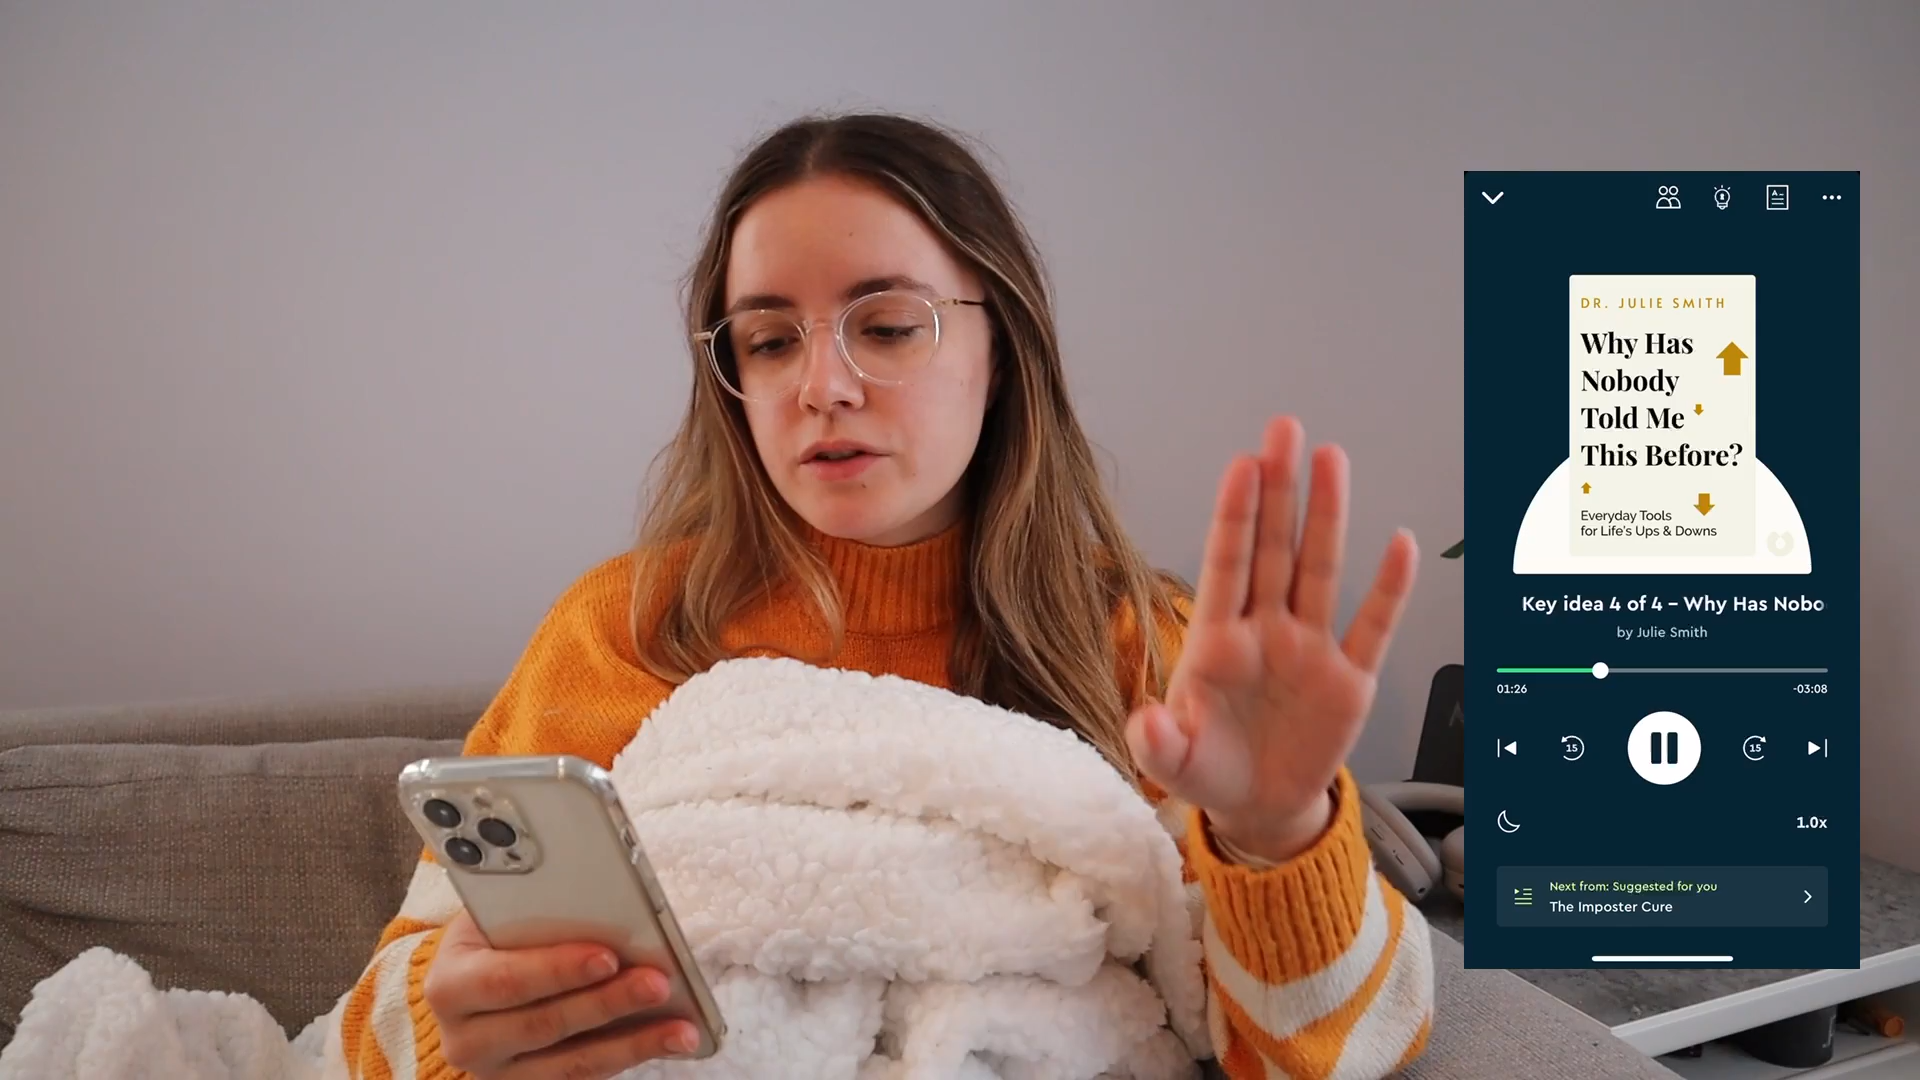 DR. JULIE SMITH
Why Has
Nobody
Told Me
This Before?
Everyday Tools
for Life's Ups & Downs
Key idea 4 of 4 – Why Has Nobo
by Julie Smith
01:26
-03:08
15
15
1.0x
Next from: Suggested for you
The Imposter Cure